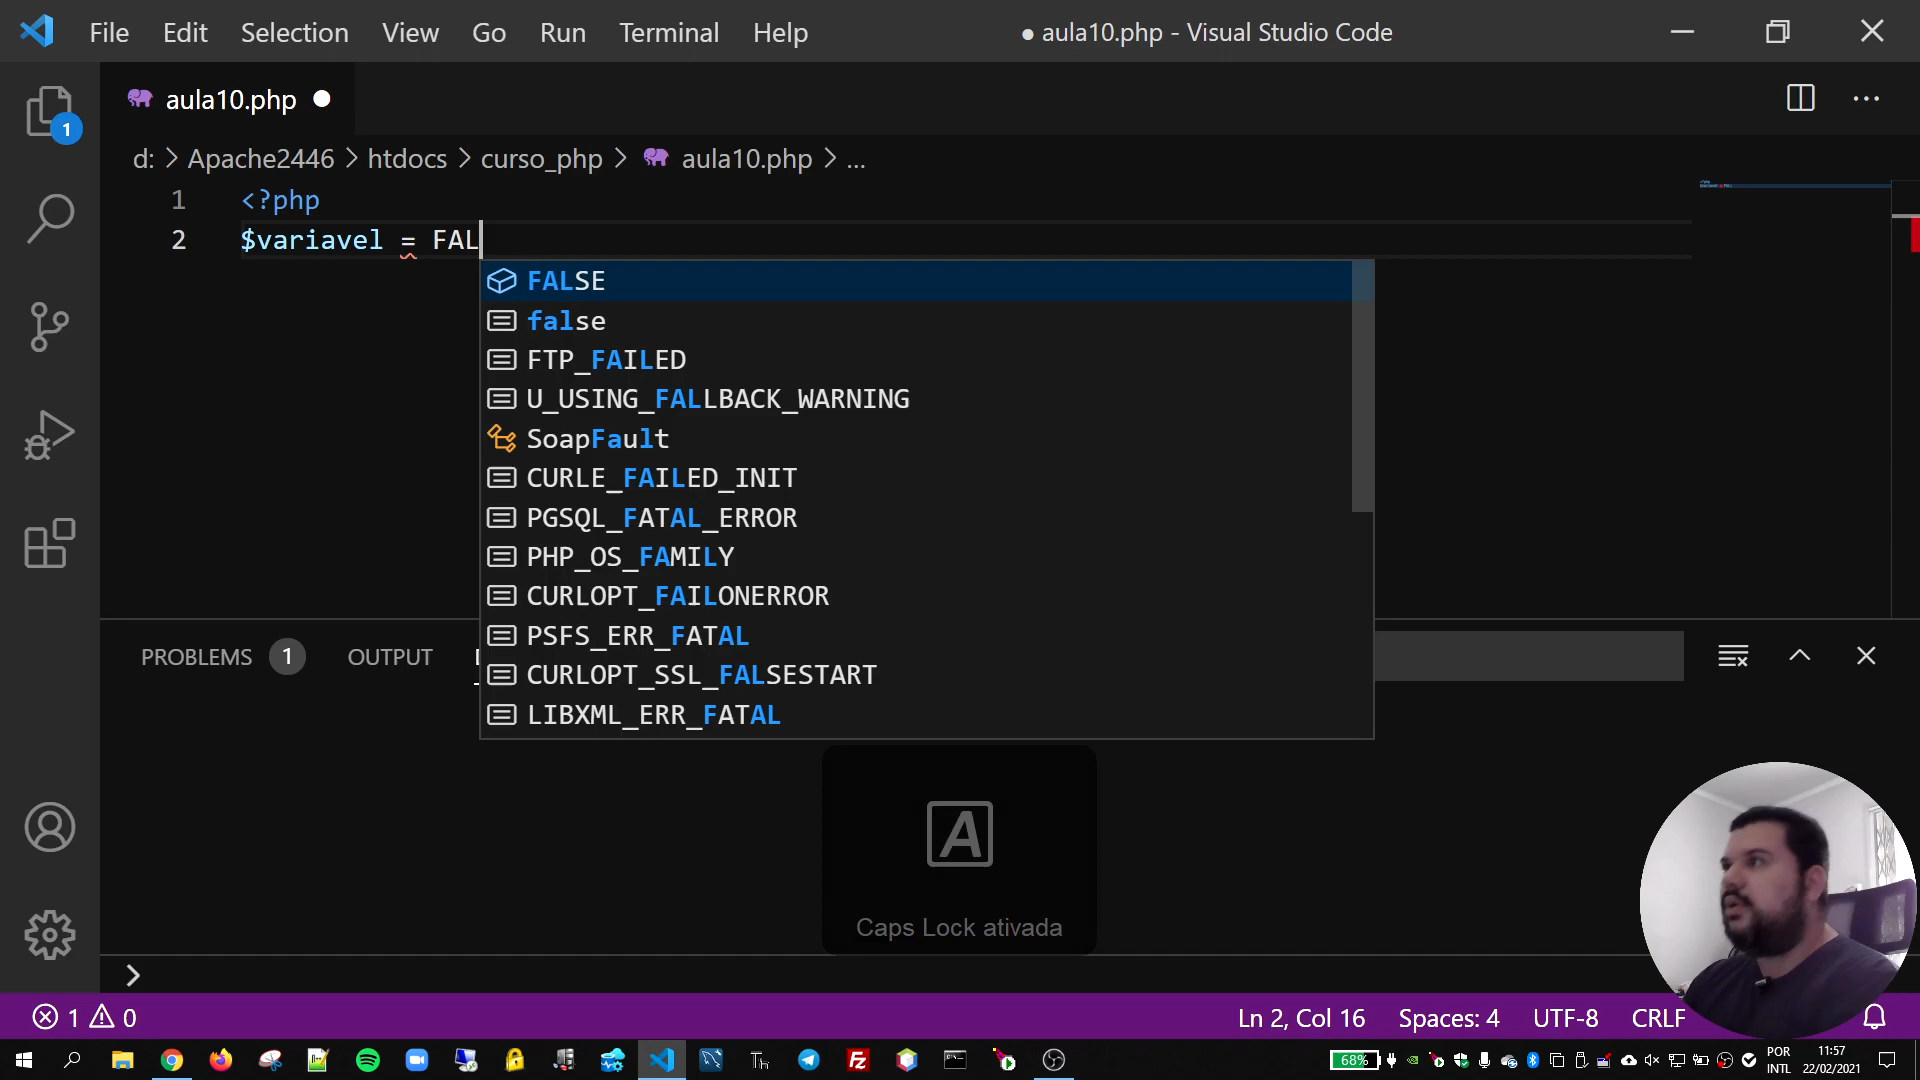 File Edit Selection View Go Run Terminal Help ● aula10.php - Visual Studio Code
aula10.php ●
1
d: > Apache2446 > htdocs > curso_php > aula10.php > ...
1 <?php
2 $variavel = FAL
FALSE
false
FTP_FAILED
U_USING_FALLBACK_WARNING
SoapFault
CURLE_FAILED_INIT
PGSQL_FATAL_ERROR
PHP_OS_FAMILY
CURLOPT_FAILONERROR
PSFS_ERR_FATAL
CURLOPT_SSL_FALSESTART
LIBXML_ERR_FATAL
PROBLEMS 1 OUTPUT
A
Caps Lock ativada
1 0 Ln 2, Col 16 Spaces: 4 UTF-8 CRLF
68% POR 11:57
INTL 22/02/2021